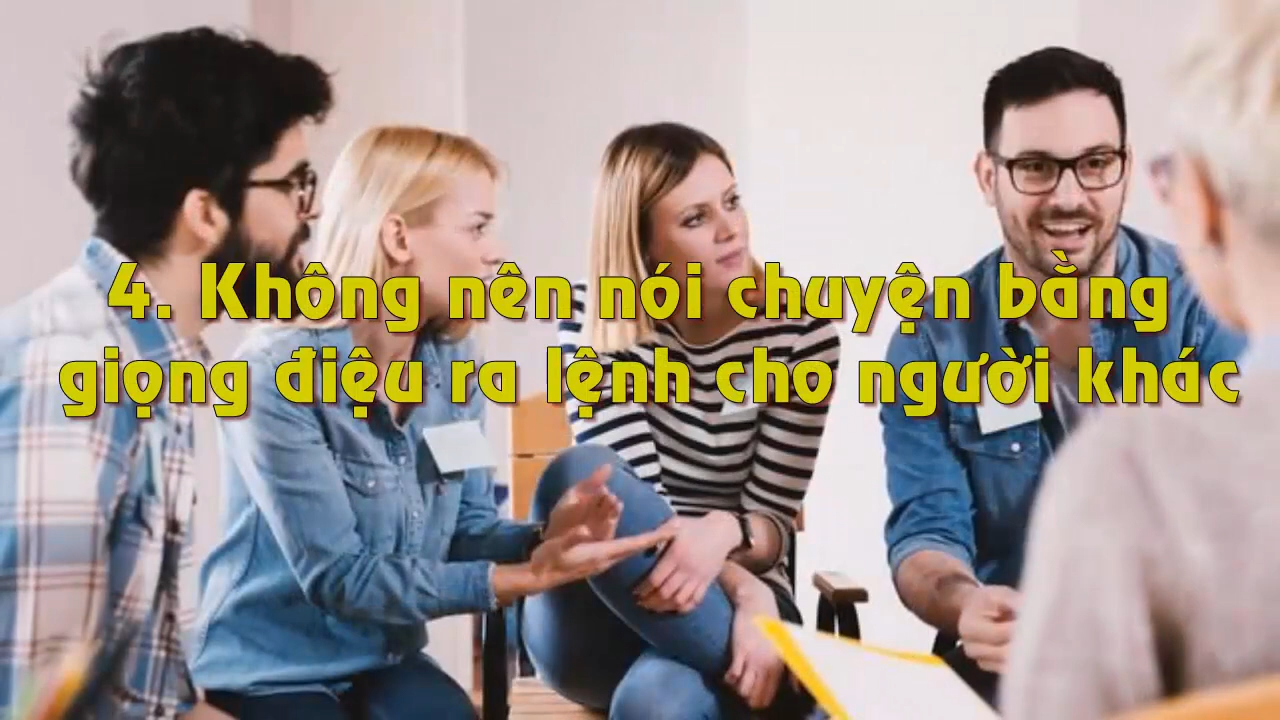 4. Không nên nói chuyện bằng
giọng điệu ra lệnh cho người khác